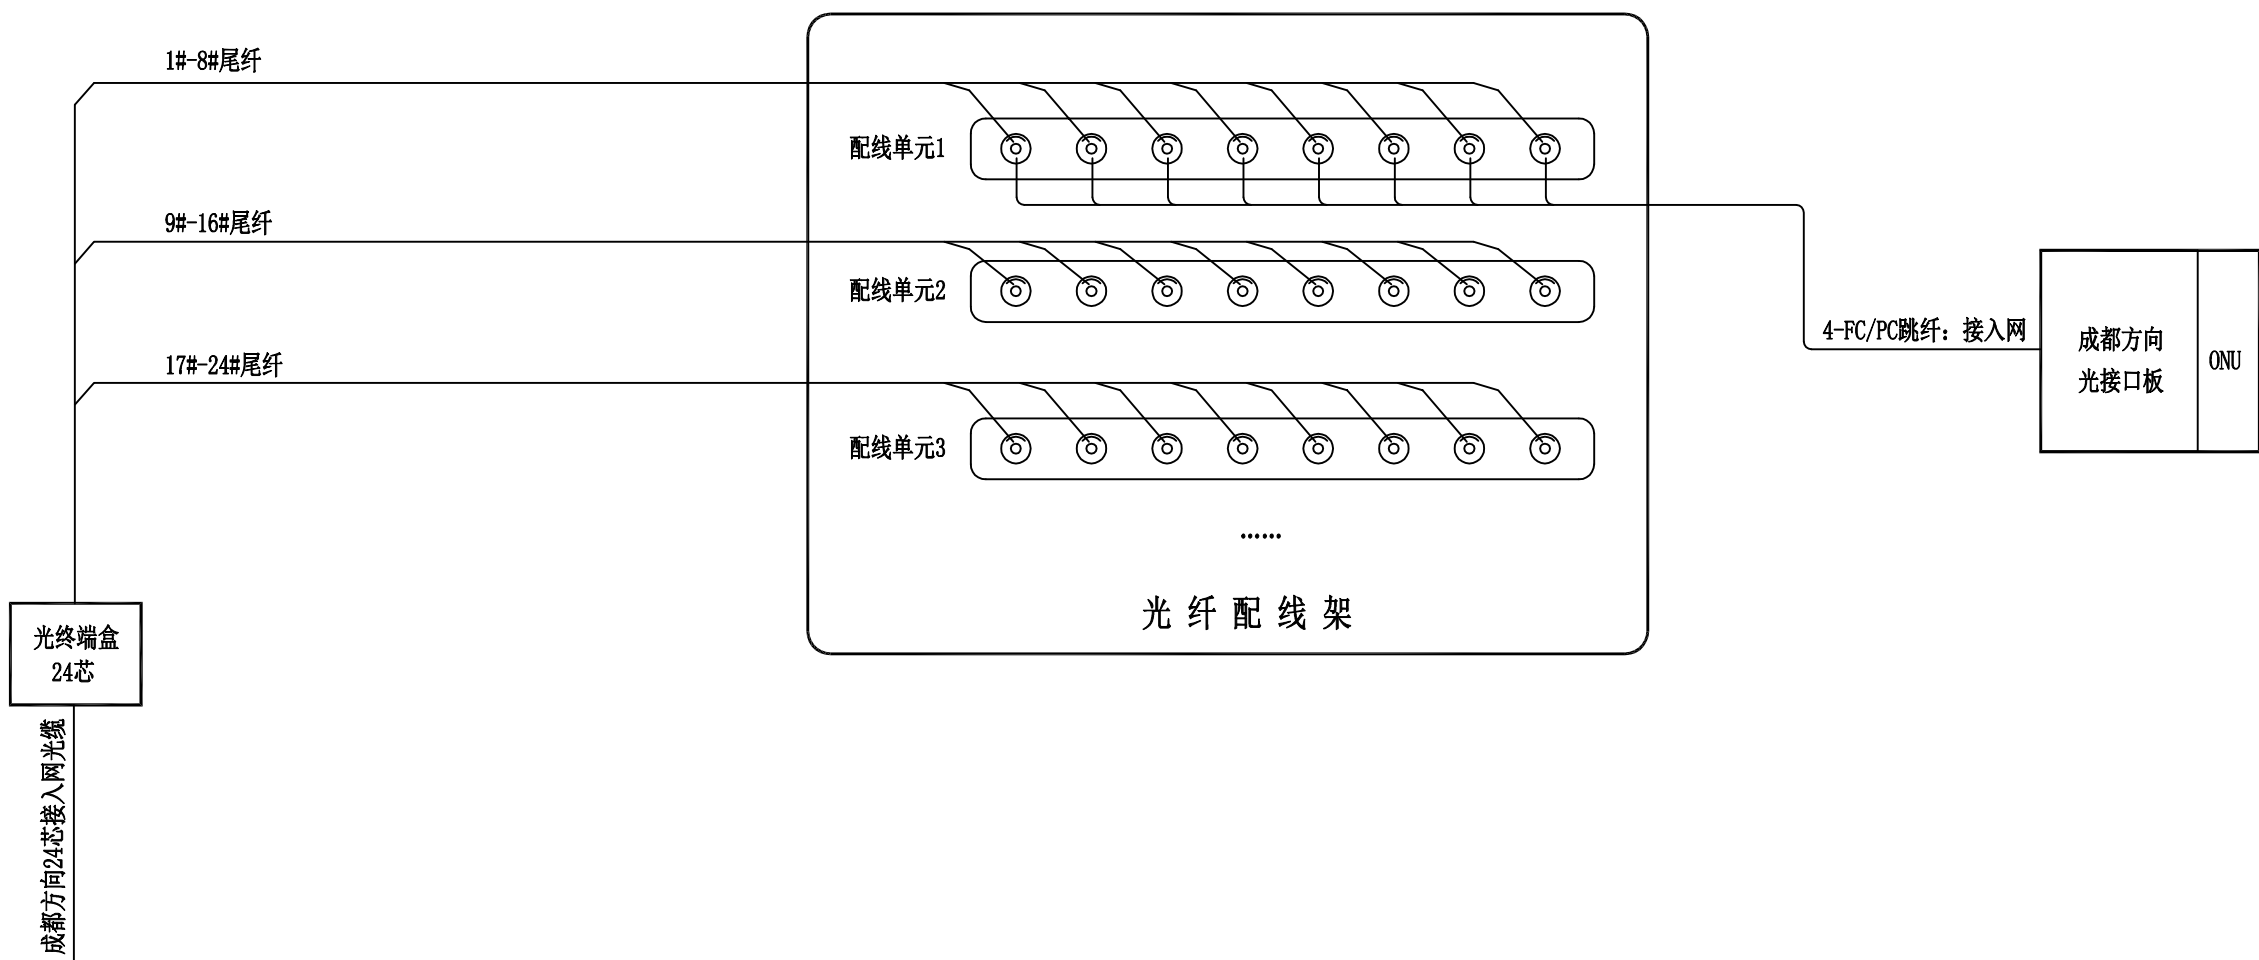 1#-8#尾纤
配线单元1
9#-16#尾纤
配线单元2
4-FC/PC跳纤：接入网
成都方向
光接口板
ONU
17#-24#尾纤
配线单元3
……
光纤配线架
光终端盒
24芯
成都方向24芯接入网光缆